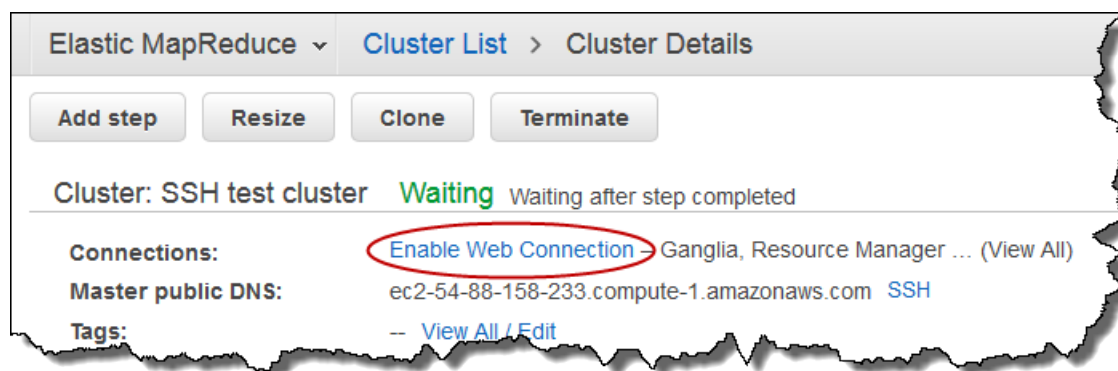 Elastic MapReduce Cluster List > Cluster Details
Add step Resize Clone Terminate
Cluster: SSH test cluster Waiting Waiting after step completed
Connections: Enable Web Connection – Ganglia, Resource Manager … (View All)
Master public DNS: ec2-54-88-158-233.compute-1.amazonaws.com SSH
Tags: -- View All / Edit